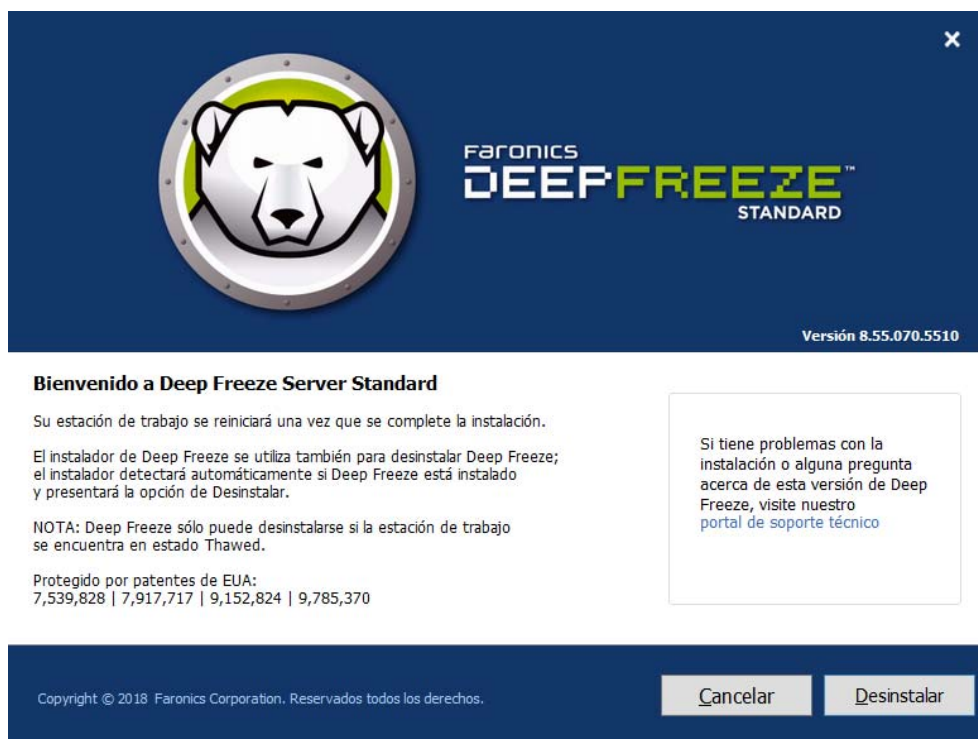 Faronics
DEEPFREEZE™
STANDARD
Versión 8.55.070.5510
Bienvenido a Deep Freeze Server Standard
Su estación de trabajo se reiniciará una vez que se complete la instalación.
El instalador de Deep Freeze se utiliza también para desinstalar Deep Freeze;
el instalador detectará automáticamente si Deep Freeze está instalado
y presentará la opción de Desinstalar.
NOTA: Deep Freeze sólo puede desinstalarse si la estación de trabajo
se encuentra en estado Thawed.
Protegido por patentes de EUA:
7,539,828 | 7,917,717 | 9,152,824 | 9,785,370
Si tiene problemas con la
instalación o alguna pregunta
acerca de esta versión de Deep
Freeze, visite nuestro
portal de soporte técnico
Copyright © 2018 Faronics Corporation. Reservados todos los derechos.
Cancelar
Desinstalar